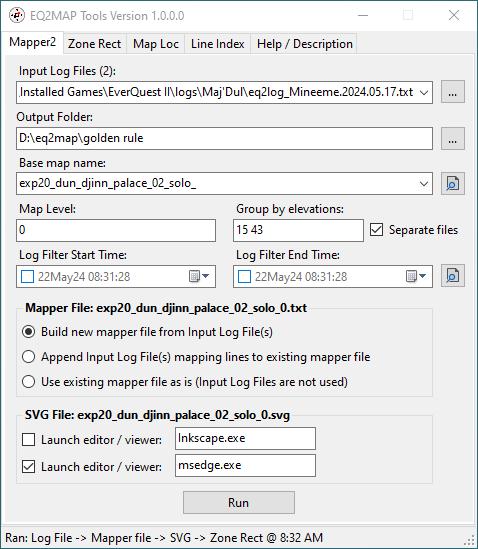 EQ2MAP Tools Version 1.0.0.0
Mapper2 Zone Rect Map Loc Line Index Help / Description
Input Log Files (2):
.Installed Games\EverQuest II\logs\Maj'Dul\eq2log_Mineeme.2024.05.17.txt ...
Output Folder:
D:\eq2map\golden rule ...
Base map name:
exp20_dun_djinn_palace_02_solo_
Map Level: Group by elevations:
0 15 43 Separate files
Log Filter Start Time: Log Filter End Time:
22May24 08:31:28 22May24 08:31:28
Mapper File: exp20_dun_djinn_palace_02_solo_0.txt
Build new mapper file from Input Log File(s)
Append Input Log File(s) mapping lines to existing mapper file
Use existing mapper file as is (Input Log Files are not used)
SVG File: exp20_dun_djinn_palace_02_solo_0.svg
Launch editor / viewer: Inkscape.exe
Launch editor / viewer: msedge.exe
Run
Ran: Log File -> Mapper file -> SVG -> Zone Rect @ 8:32 AM